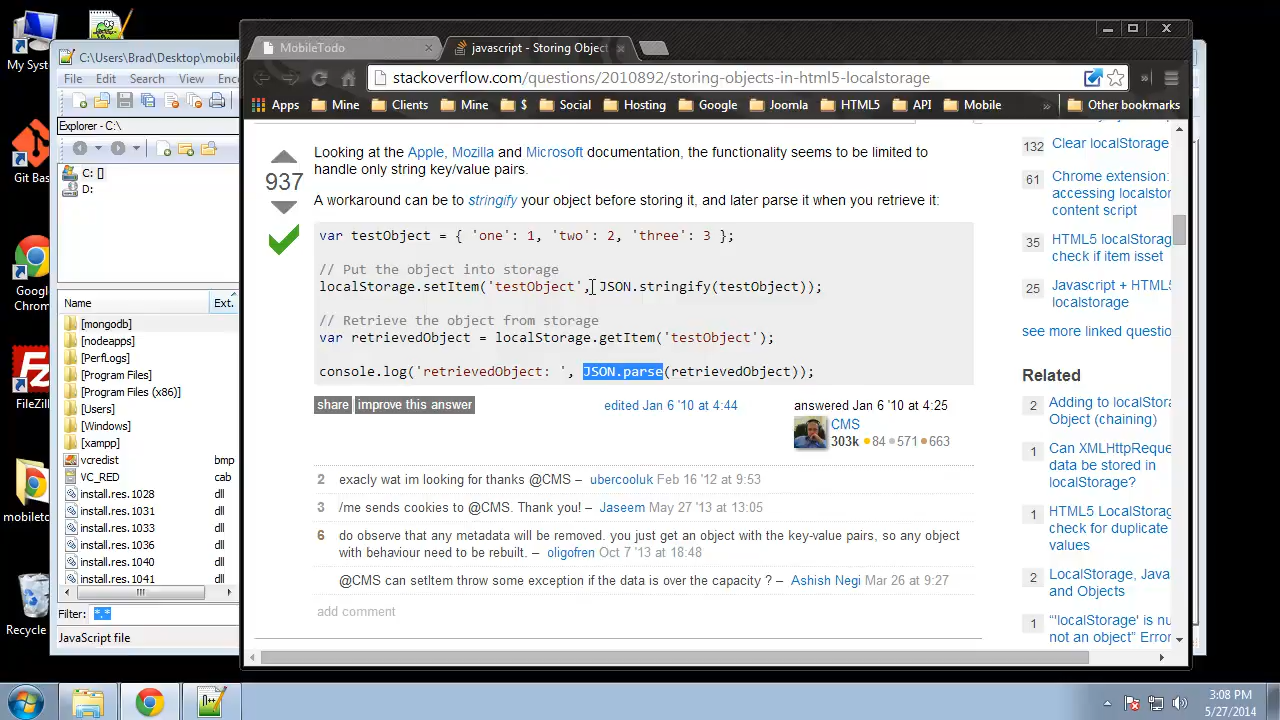 My Sys
Git Bas
Google
Chrome
FileZil
mobileto
Recycle
C:\Users\Brad\Desktop\mobile
File Edit Search View Enc
Explorer - C:\
C: []
D:
Name Ext.
[mongodb]
[nodeapps]
[PerfLogs]
[Program Files]
[Program Files (x86)]
[Users]
[Windows]
[xampp]
vcredist bmp
VC_RED cab
install.res.1028 dll
install.res.1031 dll
install.res.1033 dll
install.res.1036 dll
install.res.1040 dll
install.res.1041 dll
Filter: *.*
JavaScript file
MobileTodo
javascript - Storing Object
stackoverflow.com/questions/2010892/storing-objects-in-html5-localstorage
Apps Mine Clients Mine $ Social Hosting Google Joomla HTML5 API Mobile » Other bookmarks
937
Looking at the Apple, Mozilla and Microsoft documentation, the functionality seems to be limited to
handle only string key/value pairs.
A workaround can be to stringify your object before storing it, and later parse it when you retrieve it:
var testObject = { 'one': 1, 'two': 2, 'three': 3 };
// Put the object into storage
localStorage.setItem('testObject', JSON.stringify(testObject));
// Retrieve the object from storage
var retrievedObject = localStorage.getItem('testObject');
console.log('retrievedObject: ', JSON.parse(retrievedObject));
share improve this answer
edited Jan 6 '10 at 4:44
answered Jan 6 '10 at 4:25
CMS
303k 84 571 663
2 exacly wat im looking for thanks @CMS – ubercooluk Feb 16 '12 at 9:53
3 /me sends cookies to @CMS. Thank you! – Jaseem May 27 '13 at 13:05
6 do observe that any metadata will be removed. you just get an object with the key-value pairs, so any object
with behaviour need to be rebuilt. – oligofren Oct 7 '13 at 18:48
@CMS can setItem throw some exception if the data is over the capacity ? – Ashish Negi Mar 26 at 9:27
add comment
132 Clear localStorage
61 Chrome extension:
accessing localstor
content script
35 HTML5 localStorag
check if item isset
25 Javascript + HTML5
localstorage
see more linked questio
Related
2 Adding to localStora
Object (chaining)
1 Can XMLHttpReque
data be stored in
localStorage?
1 HTML5 LocalStorag
check for duplicate
values
2 LocalStorage, Java
and Objects
1 “'localStorage' is nu
not an object” Error
3:08 PM
5/27/2014